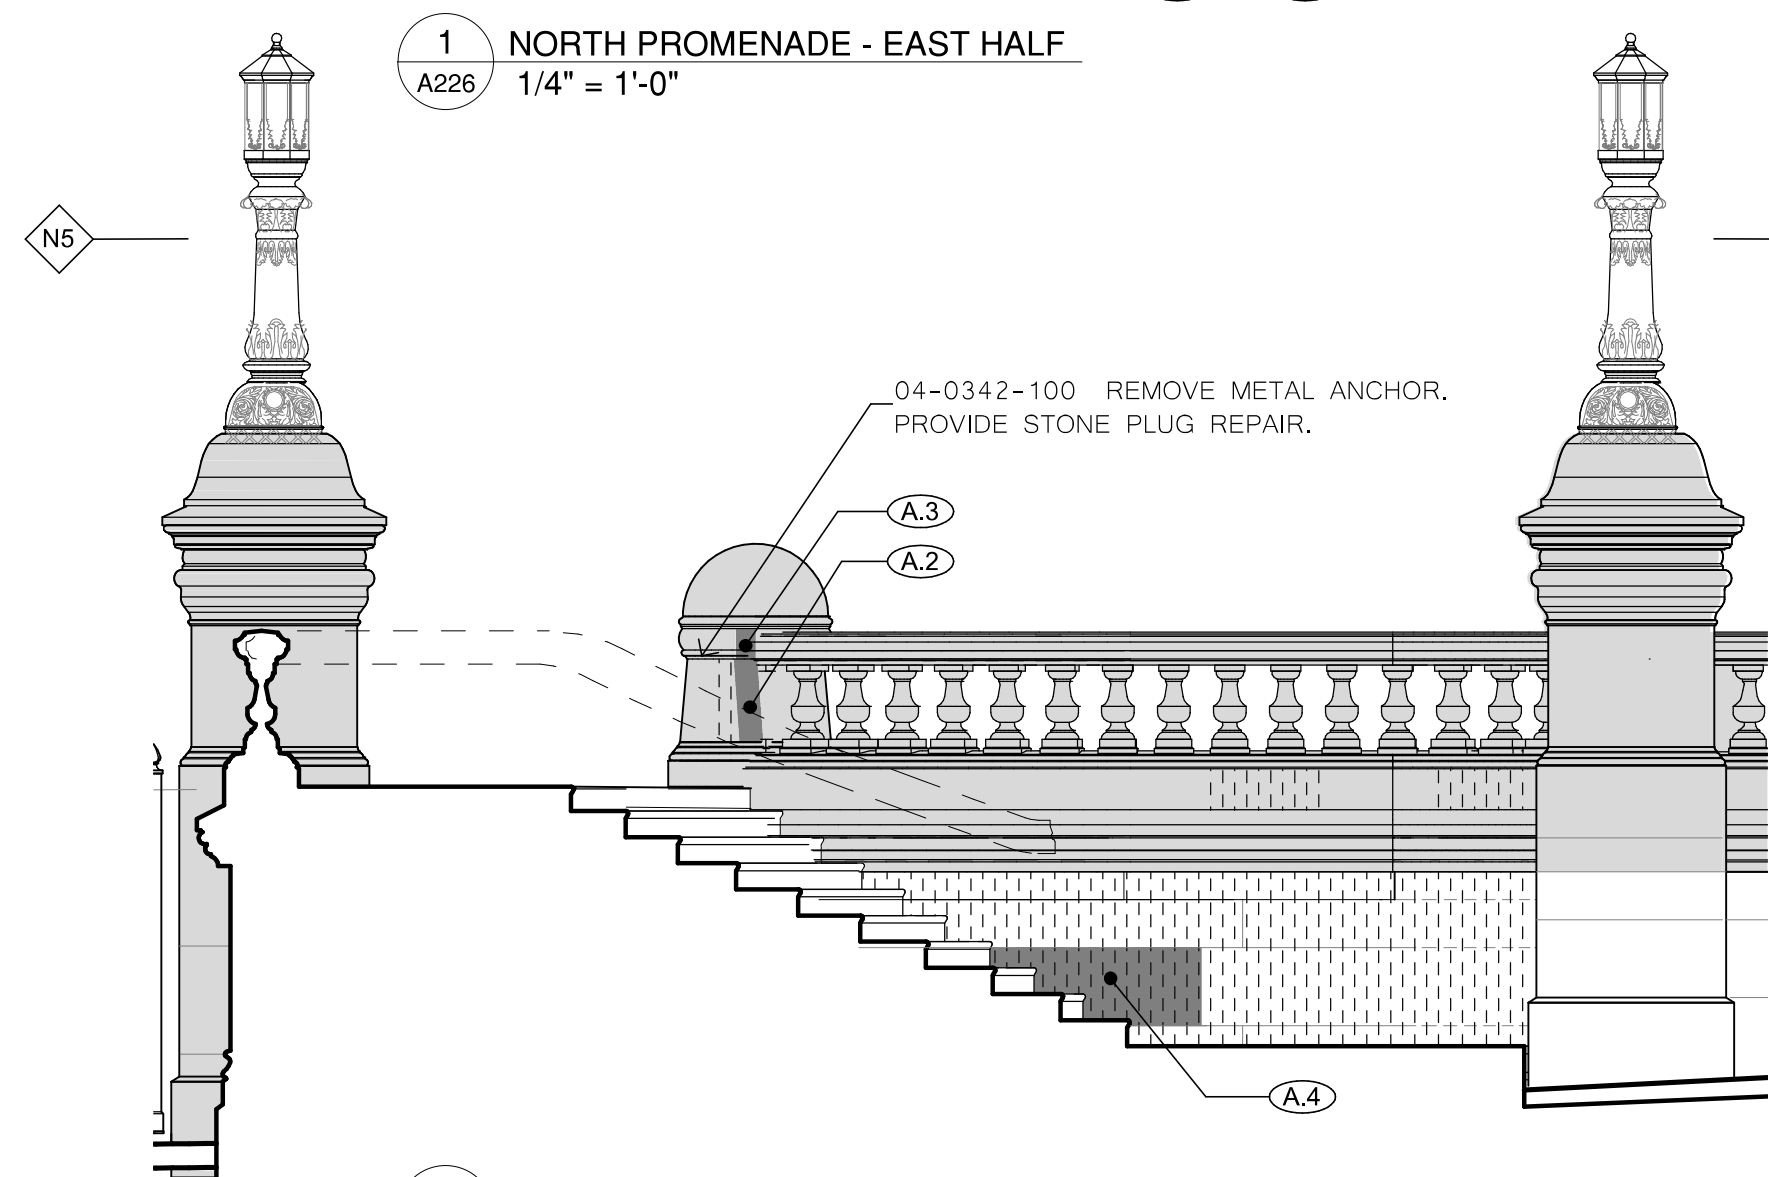 1
A226
NORTH PROMENADE - EAST HALF
1/4" = 1'-0"
N5
04-0342-100 REMOVE METAL ANCHOR.
PROVIDE STONE PLUG REPAIR.
A.3
A.2
A.4